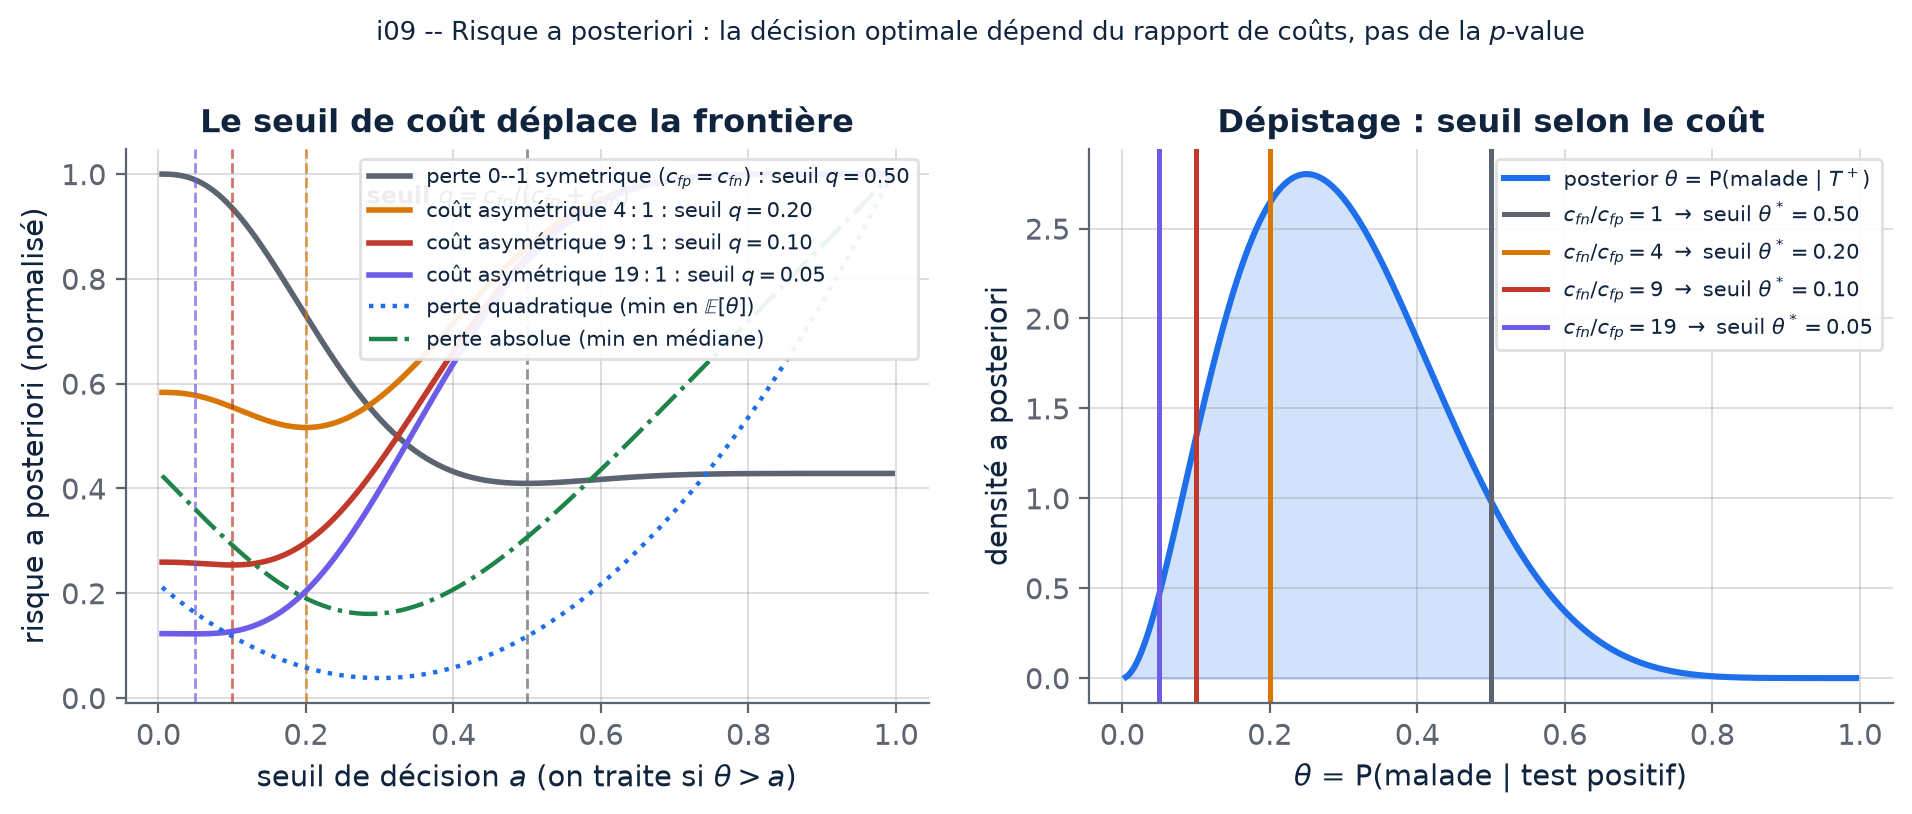 i09 -- Risque a posteriori : la décision optimale dépend du rapport de coûts, pas de la p-value
Le seuil de coût déplace la frontière
risque a posteriori (normalisé)
1.0
0.8
0.6
0.4
0.2
0.0
perte 0--1 symetrique (c_fp = c_fn) : seuil q = 0.50
coût asymétrique 4 : 1 : seuil q = 0.20
coût asymétrique 9 : 1 : seuil q = 0.10
coût asymétrique 19 : 1 : seuil q = 0.05
perte quadratique (min en 𝔼[θ])
perte absolue (min en médiane)
seuil
0.0 0.2 0.4 0.6 0.8 1.0
seuil de décision a (on traite si θ > a)
Dépistage : seuil selon le coût
densité a posteriori
2.5
2.0
1.5
1.0
0.5
0.0
posterior θ = P(malade | T⁺)
c_fn/c_fp = 1 → seuil θ* = 0.50
c_fn/c_fp = 4 → seuil θ* = 0.20
c_fn/c_fp = 9 → seuil θ* = 0.10
c_fn/c_fp = 19 → seuil θ* = 0.05
0.0 0.2 0.4 0.6 0.8 1.0
θ = P(malade | test positif)